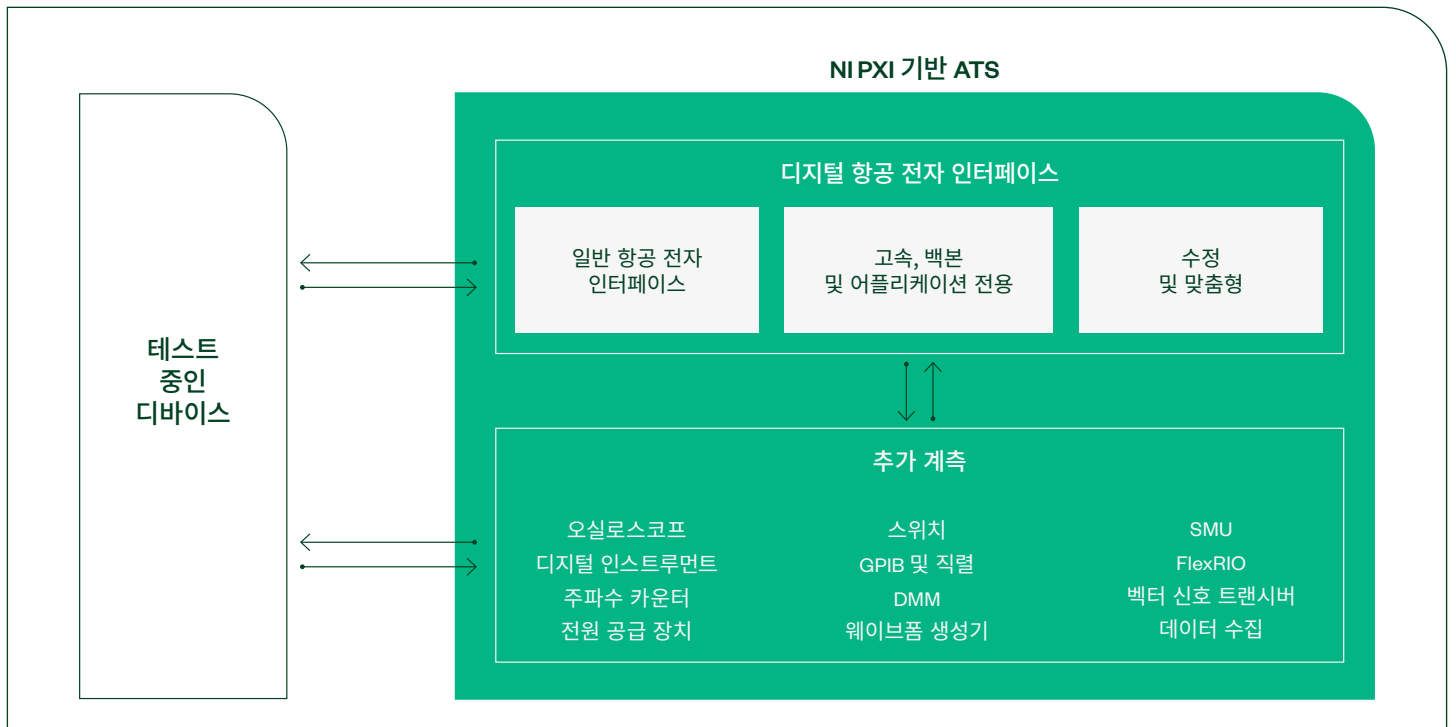 NI PXI 기반 ATS
테스트
중인
디바이스
디지털 항공 전자 인터페이스
일반 항공 전자
인터페이스
고속, 백본
및 어플리케이션 전용
수정
및 맞춤형
추가 계측
오실로스코프
디지털 인스트루먼트
주파수 카운터
전원 공급 장치
스위치
GPIB 및 직렬
DMM
웨이브폼 생성기
SMU
FlexRIO
벡터 신호 트랜시버
데이터 수집